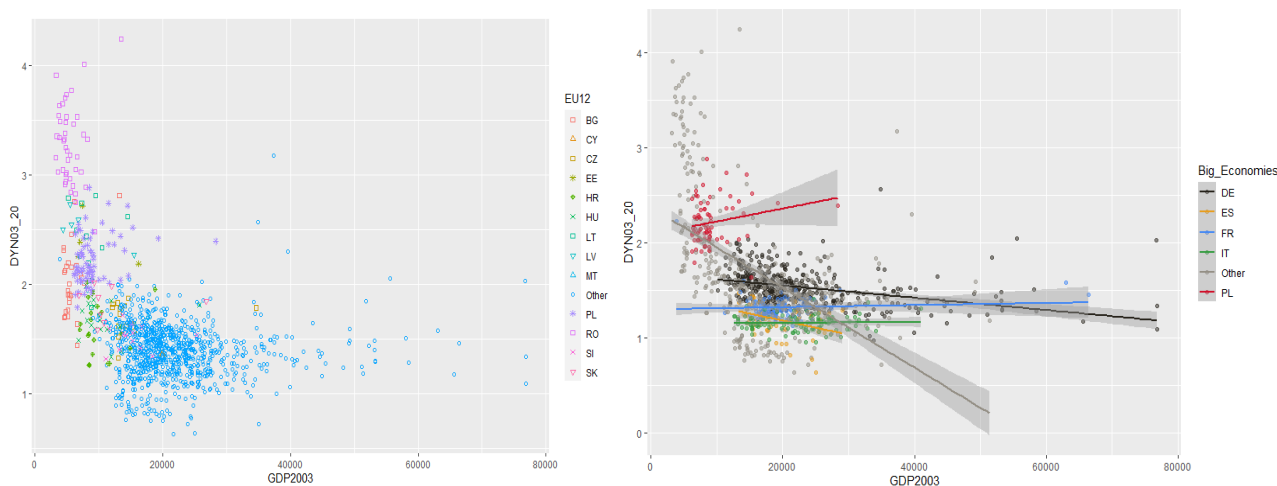 DYN03_20
4
3
2
1
0
20000
40000
60000
80000
GDP2003
EU12
BG
CY
CZ
EE
HR
HU
LT
LV
MT
Other
PL
RO
SI
SK
DYN03_20
4
3
2
1
0
0
20000
40000
60000
80000
GDP2003
Big_Economies
DE
ES
FR
IT
Other
PL